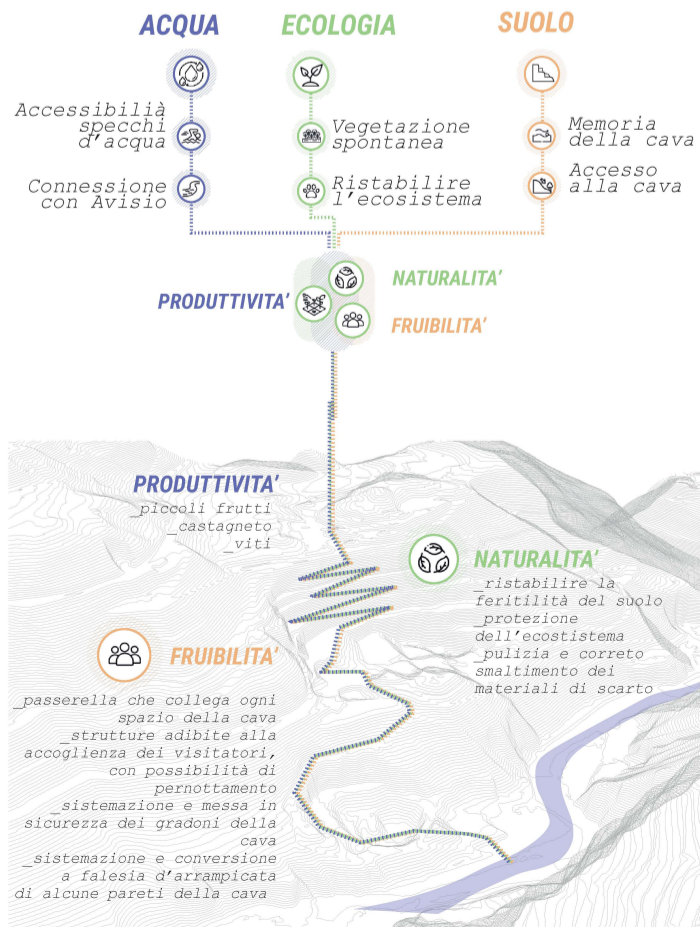 ACQUA
ECOLOGIA
SUOLO
Accessibilià
specchi
d'acqua
Connessione
con Avisio
Vegetazione
spontanea
Ristabilire
l'ecosistema
Memoria
della cava
Accesso
alla cava
PRODUTTIVITA'
NATURALITA'
FRUIBILITA'
PRODUTTIVITA'
_piccoli frutti
_castagneto
_viti
NATURALITA'
_ristabilire la
feritilità del suolo
_protezione
dell'ecostistema
_pulizia e correto
smaltimento dei
materiali di scarto
FRUIBILITA'
_passerella che collega ogni
spazio della cava
_strutture adibite alla
accoglienza dei visitatori,
con possibilità di
pernottamento
_sistemazione e messa in
sicurezza dei gradoni della
cava
_sistemazione e conversione
a falesia d'arrampicata
di alcune pareti della cava